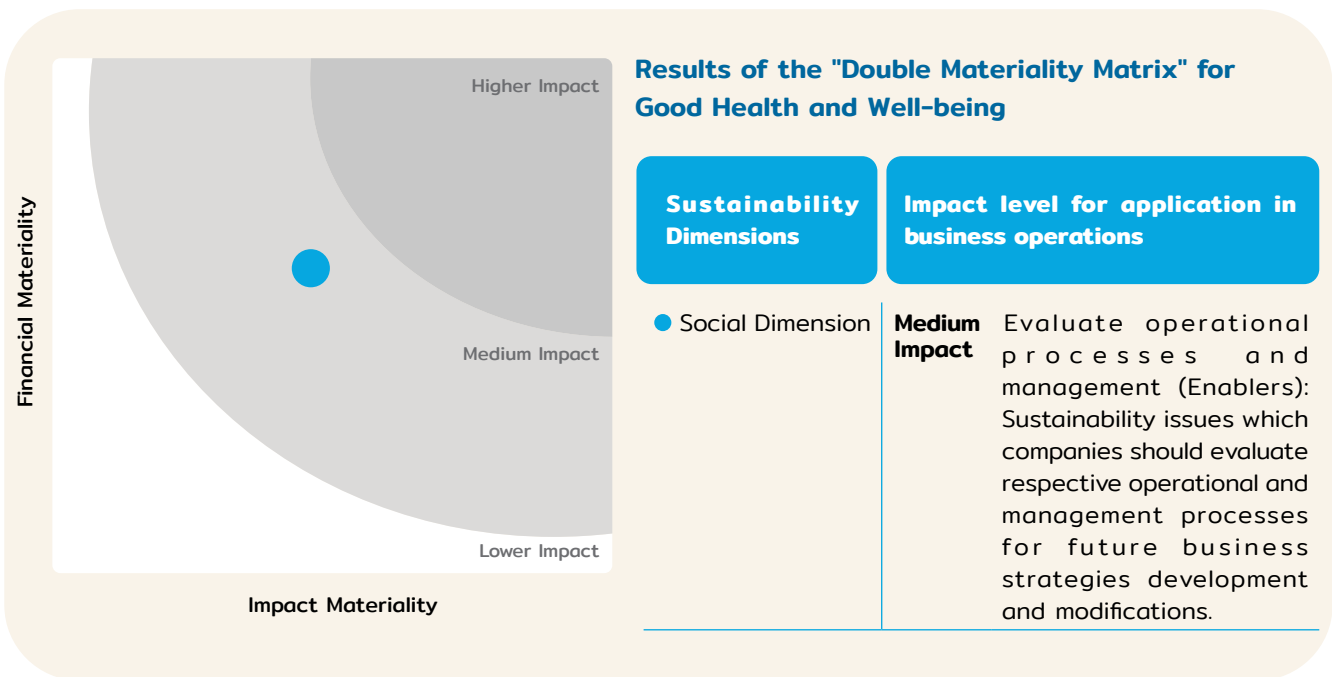 Higher Impact
Medium Impact
Lower Impact
Financial Materiality
Impact Materiality
Results of the "Double Materiality Matrix" for
Good Health and Well-being
Sustainability
Dimensions
Impact level for application in
business operations
Social Dimension
Medium
Impact
Evaluate operational
processes and
management (Enablers):
Sustainability issues which
companies should evaluate
respective operational and
management processes
for future business
strategies development
and modifications.